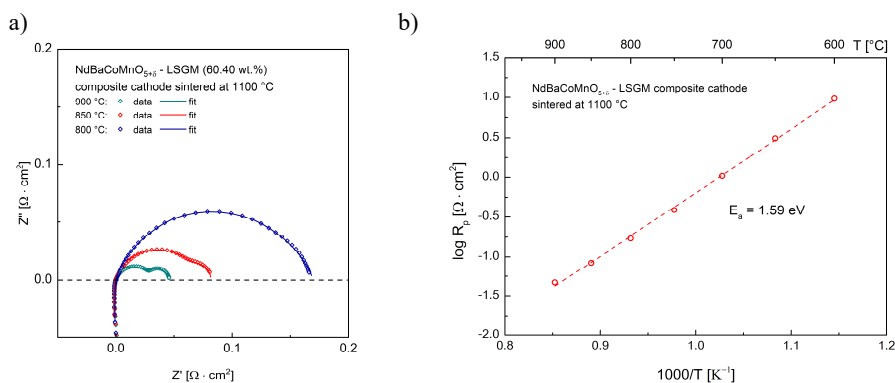 a)
0.2
NdBaCoMnO5+δ - LSGM (60.40 wt.%)
composite cathode sintered at 1100 °C
900 °C: data fit
850 °C: data fit
800 °C: data fit
0.1
Z'' [Ω · cm²]
0.0
0.0 0.1 0.2
Z' [Ω · cm²]
b)
T [°C]
900 800 700 600
1.5
NdBaCoMnO5+δ - LSGM composite cathode
sintered at 1100 °C
1.0
0.5
0.0
log Rp [Ω · cm²]
-0.5
Ea = 1.59 eV
-1.0
-1.5
-2.0
0.8 0.9 1.0 1.1 1.2
1000/T [K⁻¹]